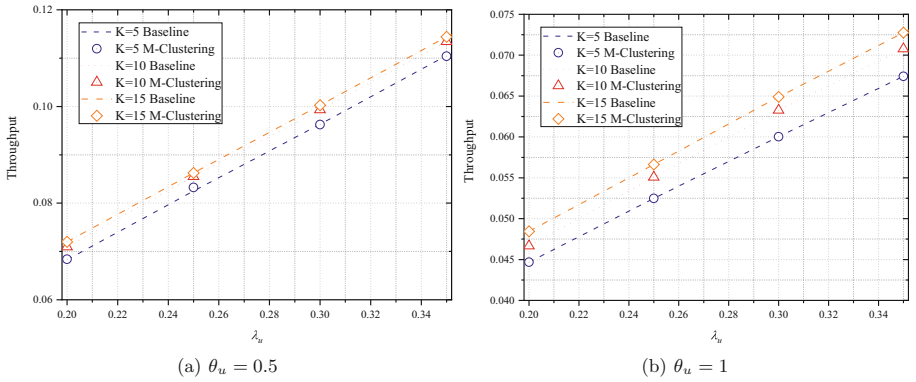 0.12
0.10
0.08
0.06
Throughput
K=5 Baseline
K=5 M-Clustering
K=10 Baseline
K=10 M-Clustering
K=15 Baseline
K=15 M-Clustering
0.20 0.22 0.24 0.26 0.28 0.30 0.32 0.34
λu
(a) θu = 0.5
0.075
0.070
0.065
0.060
0.055
0.050
0.045
0.040
Throughput
K=5 Baseline
K=5 M-Clustering
K=10 Baseline
K=10 M-Clustering
K=15 Baseline
K=15 M-Clustering
0.20 0.22 0.24 0.26 0.28 0.30 0.32 0.34
λu
(b) θu = 1